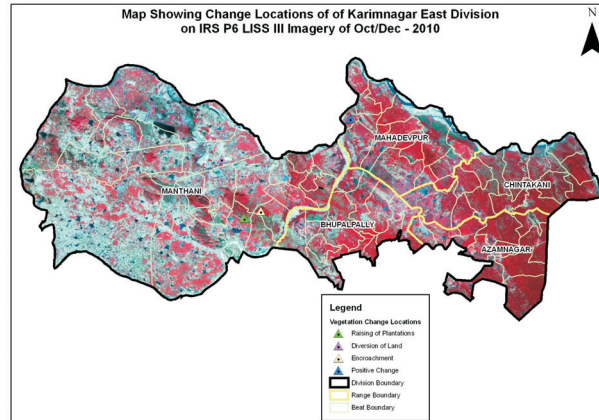 Map Showing Change Locations of of Karimnagar East Division
on IRS P6 LISS III Imagery of Oct/Dec - 2010
N
MAHADEVPUR
MANTHANI
CHINTAKANI
BHUPALPALLY
AZAMNAGAR
Legend
Vegetation Change Locations
Raising of Plantations
Diversion of Land
Encroachment
Positive Change
Division Boundary
Range Boundary
Beat Boundary